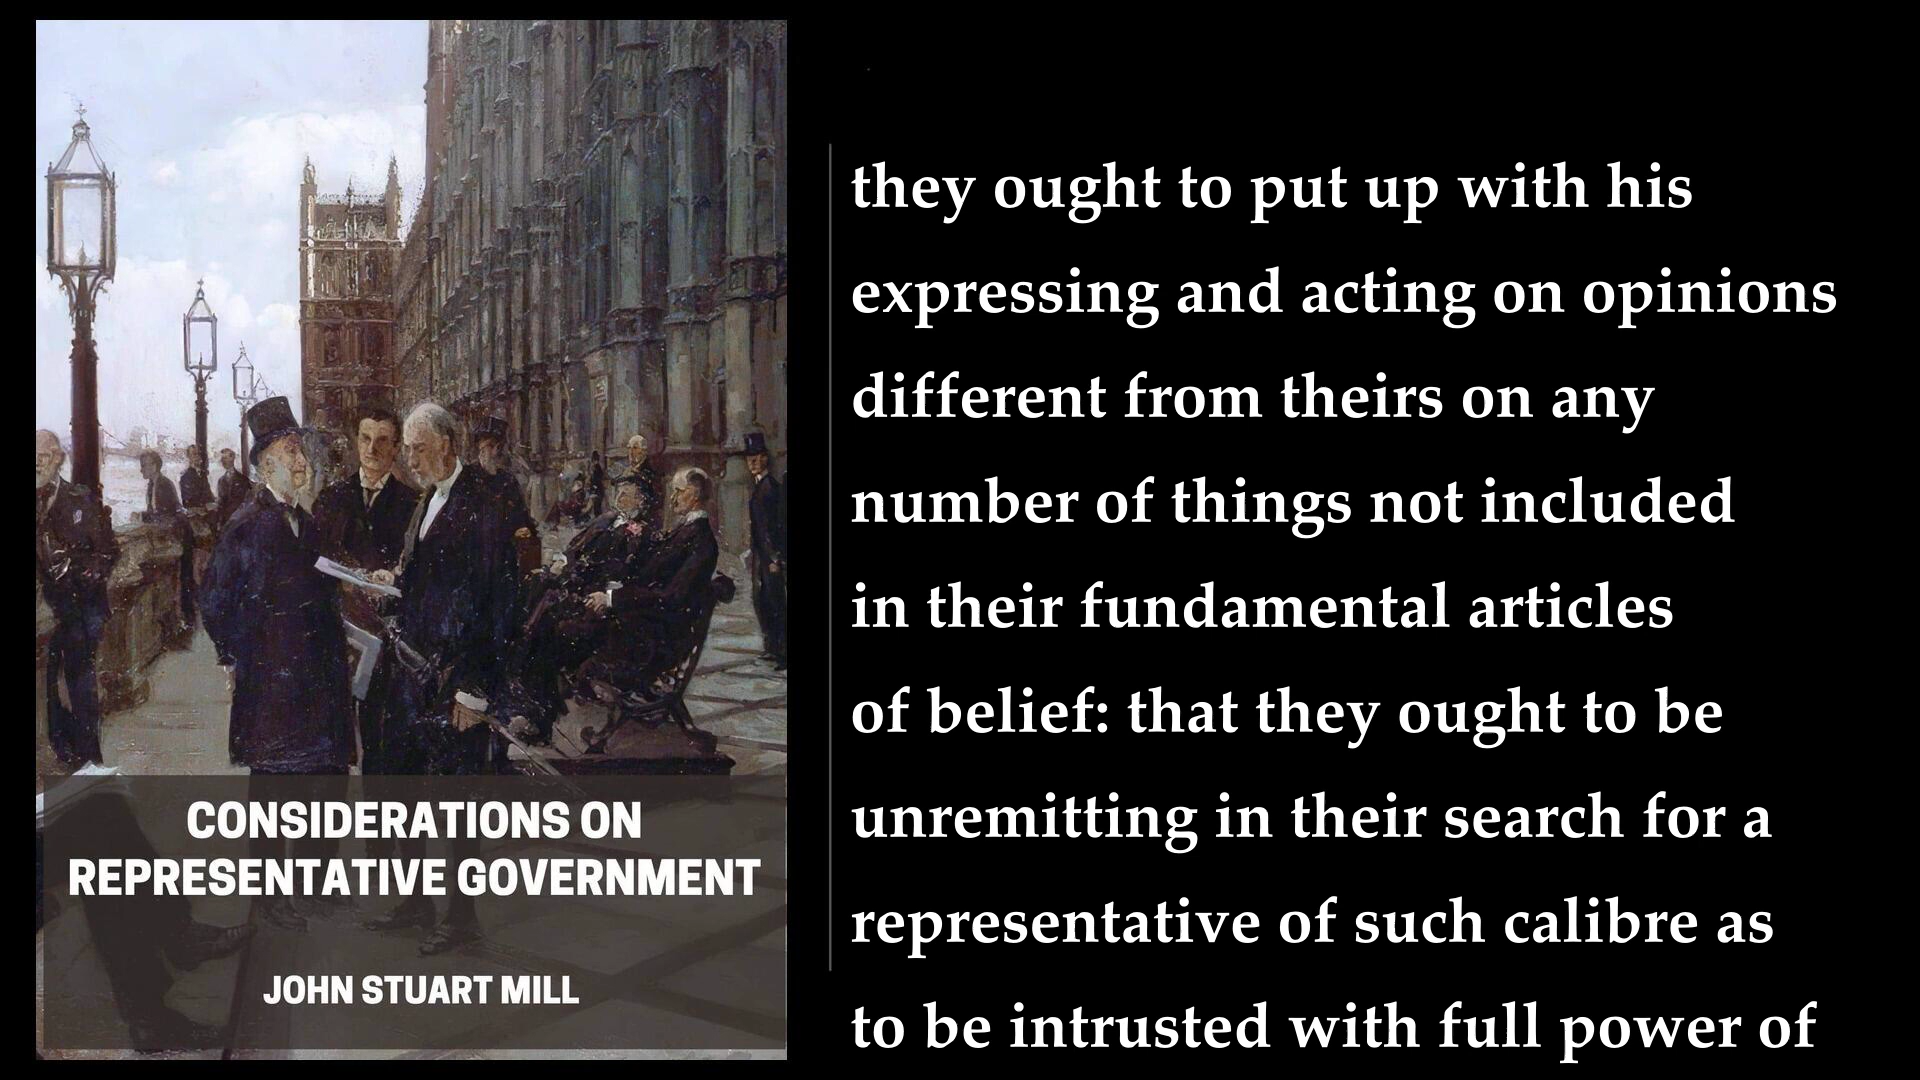 CONSIDERATIONS ON
REPRESENTATIVE GOVERNMENT
JOHN STUART MILL
they ought to put up with his
expressing and acting on opinions
different from theirs on any
number of things not included
in their fundamental articles
of belief: that they ought to be
unremitting in their search for a
representative of such calibre as
to be intrusted with full power of